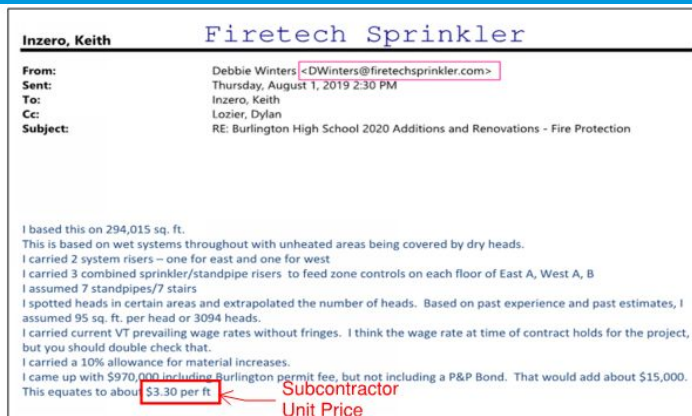 Inzero, Keith
Firetech Sprinkler
From: Debbie Winters <DWinters@firetechsprinkler.com>
Sent: Thursday, August 1, 2019 2:30 PM
To: Inzero, Keith
Cc: Lozier, Dylan
Subject: RE: Burlington High School 2020 Additions and Renovations - Fire Protection
I based this on 294,015 sq. ft.
This is based on wet systems throughout with unheated areas being covered by dry heads.
I carried 2 system risers – one for east and one for west
I carried 3 combined sprinkler/standpipe risers to feed zone controls on each floor of East A, West A, B
I assumed 7 standpipes/7 stairs
I spotted heads in certain areas and extrapolated the number of heads. Based on past experience and past estimates, I
assumed 95 sq. ft. per head or 3094 heads.
I carried current VT prevailing wage rates without fringes. I think the wage rate at time of contract holds for the project,
but you should double check that.
I carried a 10% allowance for material increases.
I came up with $970,000 including Burlington permit fee, but not including a P&P Bond. That would add about $15,000.
This equates to about $3.30 per ft
Subcontractor
Unit Price